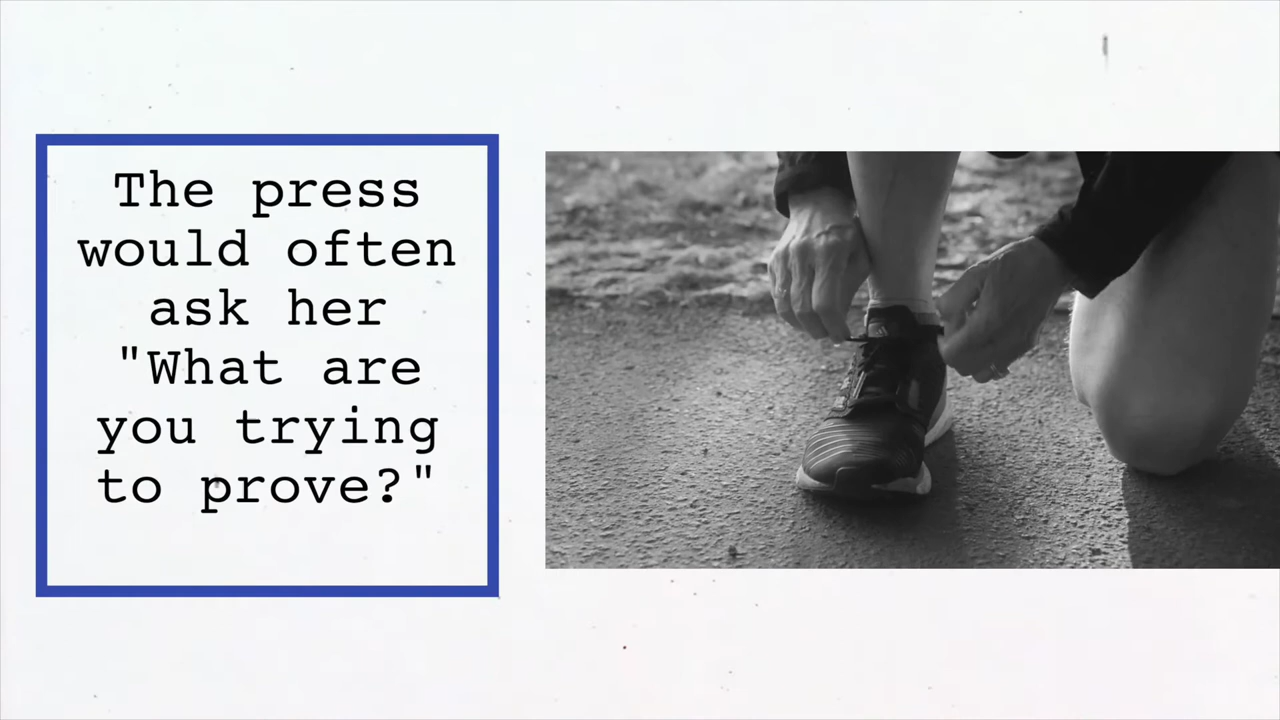 The press
would often
ask her
"What are
you trying
to prove?"